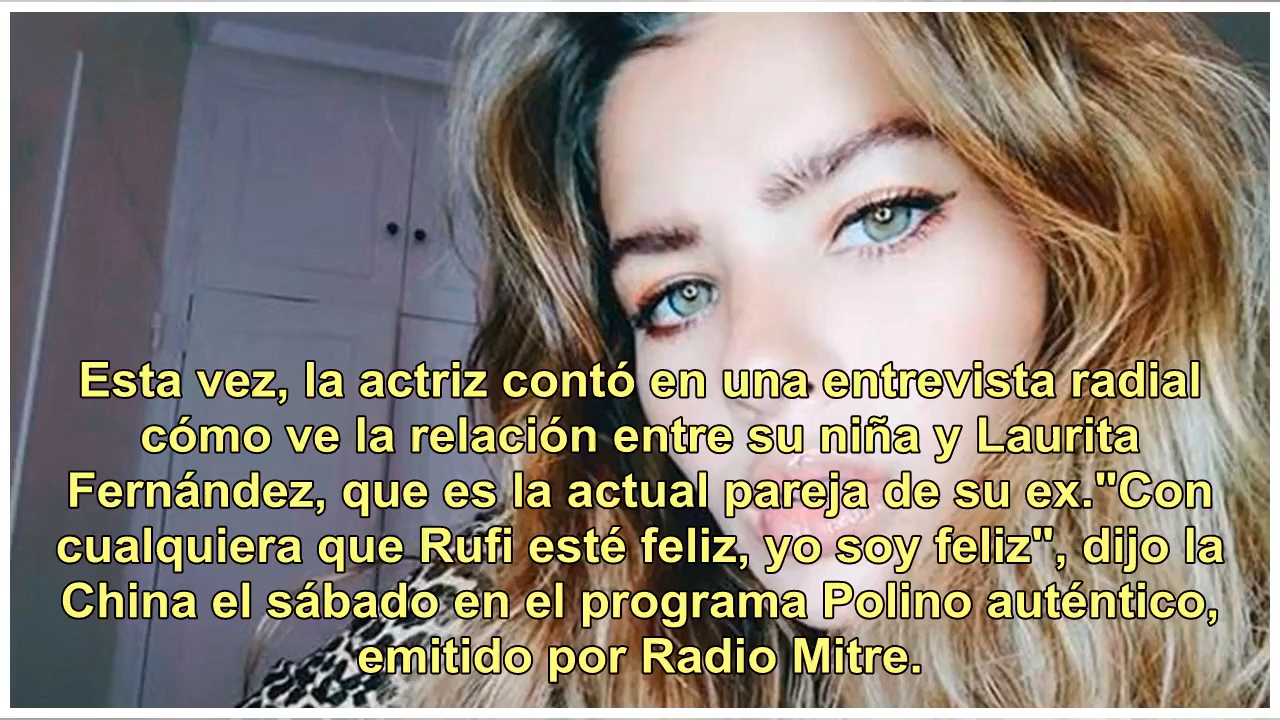 Esta vez, la actriz contó en una entrevista radial
cómo ve la relación entre su niña y Laurita
Fernández, que es la actual pareja de su ex."Con
cualquiera que Rufi esté feliz, yo soy feliz", dijo la
China el sábado en el programa Polino auténtico,
emitido por Radio Mitre.